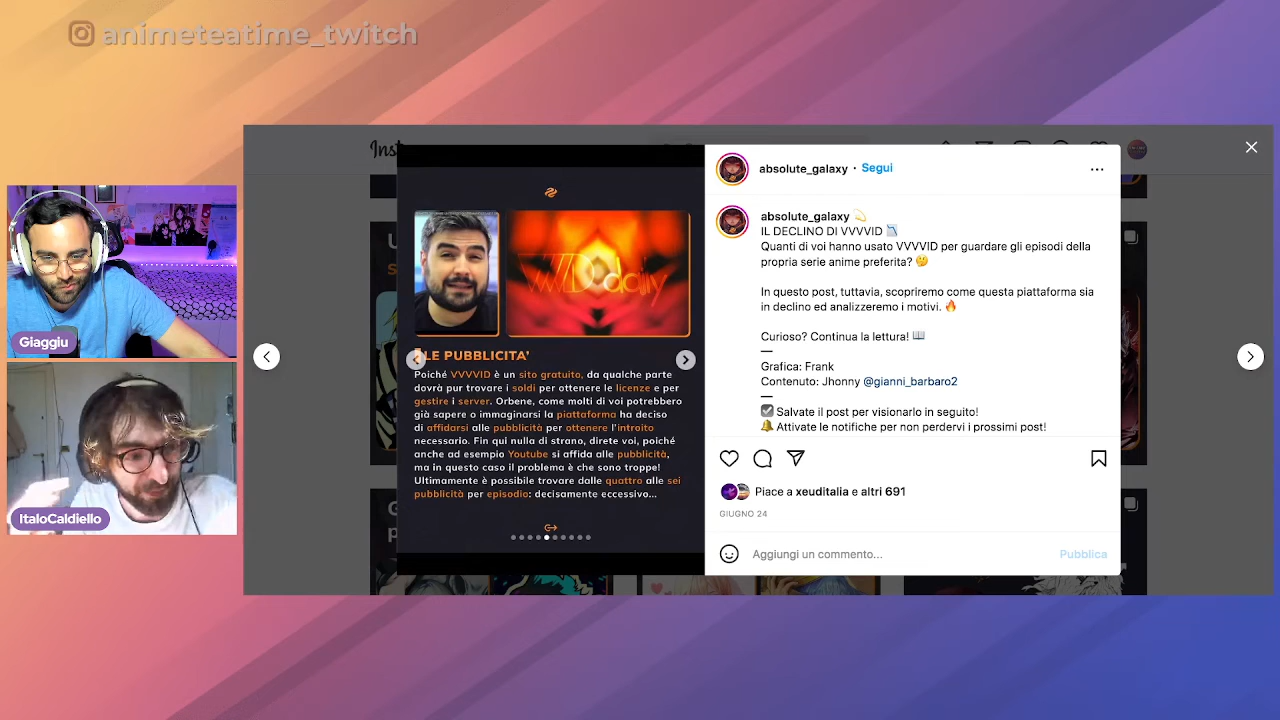 animeteatime_twitch
Inst
absolute_galaxy · Segui
absolute_galaxy 💫
IL DECLINO DI VVVVID 📉
Quanti di voi hanno usato VVVVID per guardare gli episodi della
propria serie anime preferita? 🤔
In questo post, tuttavia, scopriremo come questa piattaforma sia
in declino ed analizzeremo i motivi. 🔥
Curioso? Continua la lettura! 📖
—
Grafica: Frank
Contenuto: Jhonny @gianni_barbaro2
—
☑️ Salvate il post per visionarlo in seguito!
🔔 Attivate le notifiche per non perdervi i prossimi post!
Piace a xeuditalia e altri 691
GIUGNO 24
Aggiungi un commento...
Pubblica
LE PUBBLICITA’
Poiché VVVVID è un sito gratuito, da qualche parte
dovrà pur trovare i soldi per ottenere le licenze e per
gestire i server. Orbene, come molti di voi potrebbero
già sapere o immaginarsi la piattaforma ha deciso
di affidarsi alle pubblicità per ottenere l’introito
necessario. Fin qui nulla di strano, direte voi, poiché
anche ad esempio Youtube si affida alle pubblicità,
ma in questo caso il problema è che sono troppe!
Ultimamente è possibile trovare dalle quattro alle sei
pubblicità per episodio: decisamente eccessivo...
Giaggiu
ItaloCaldiello